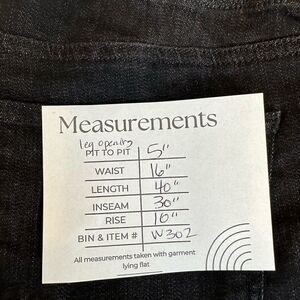 Measurements
leg opening
PIT TO PIT 5"
WAIST 16"
LENGTH 40"
INSEAM 30"
RISE 10"
BIN & ITEM # W302
All measurements taken with garment
lying flat